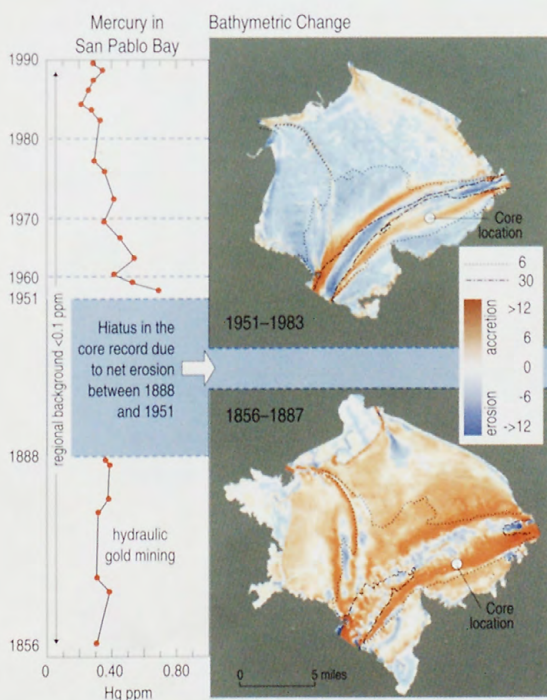 Mercury in
San Pablo Bay
Bathymetric Change
1990
1980
1970
1960
1951
1888
1856
regional background <0.1 ppm
Hiatus in the
core record due
to net erosion
between 1888
and 1951
hydraulic
gold mining
0
0.40
0.80
Hg ppm
Core
location
1951–1983
6
30
accretion
erosion
>12
6
0
-6
->12
1856–1887
Core
location
0
5 miles